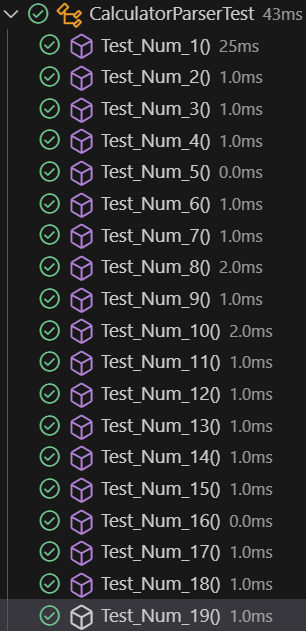 CalculatorParserTest 43ms
Test_Num_1() 25ms
Test_Num_2() 1.0ms
Test_Num_3() 1.0ms
Test_Num_4() 1.0ms
Test_Num_5() 0.0ms
Test_Num_6() 1.0ms
Test_Num_7() 1.0ms
Test_Num_8() 2.0ms
Test_Num_9() 1.0ms
Test_Num_10() 2.0ms
Test_Num_11() 1.0ms
Test_Num_12() 1.0ms
Test_Num_13() 1.0ms
Test_Num_14() 1.0ms
Test_Num_15() 1.0ms
Test_Num_16() 0.0ms
Test_Num_17() 1.0ms
Test_Num_18() 1.0ms
Test_Num_19() 1.0ms